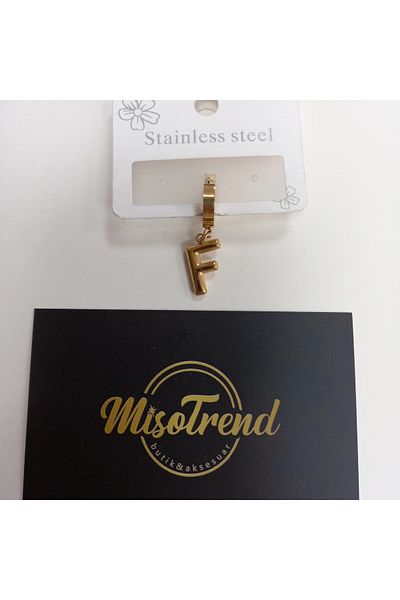 Stainless steel
F
MisoTrend
butik&aksesuar